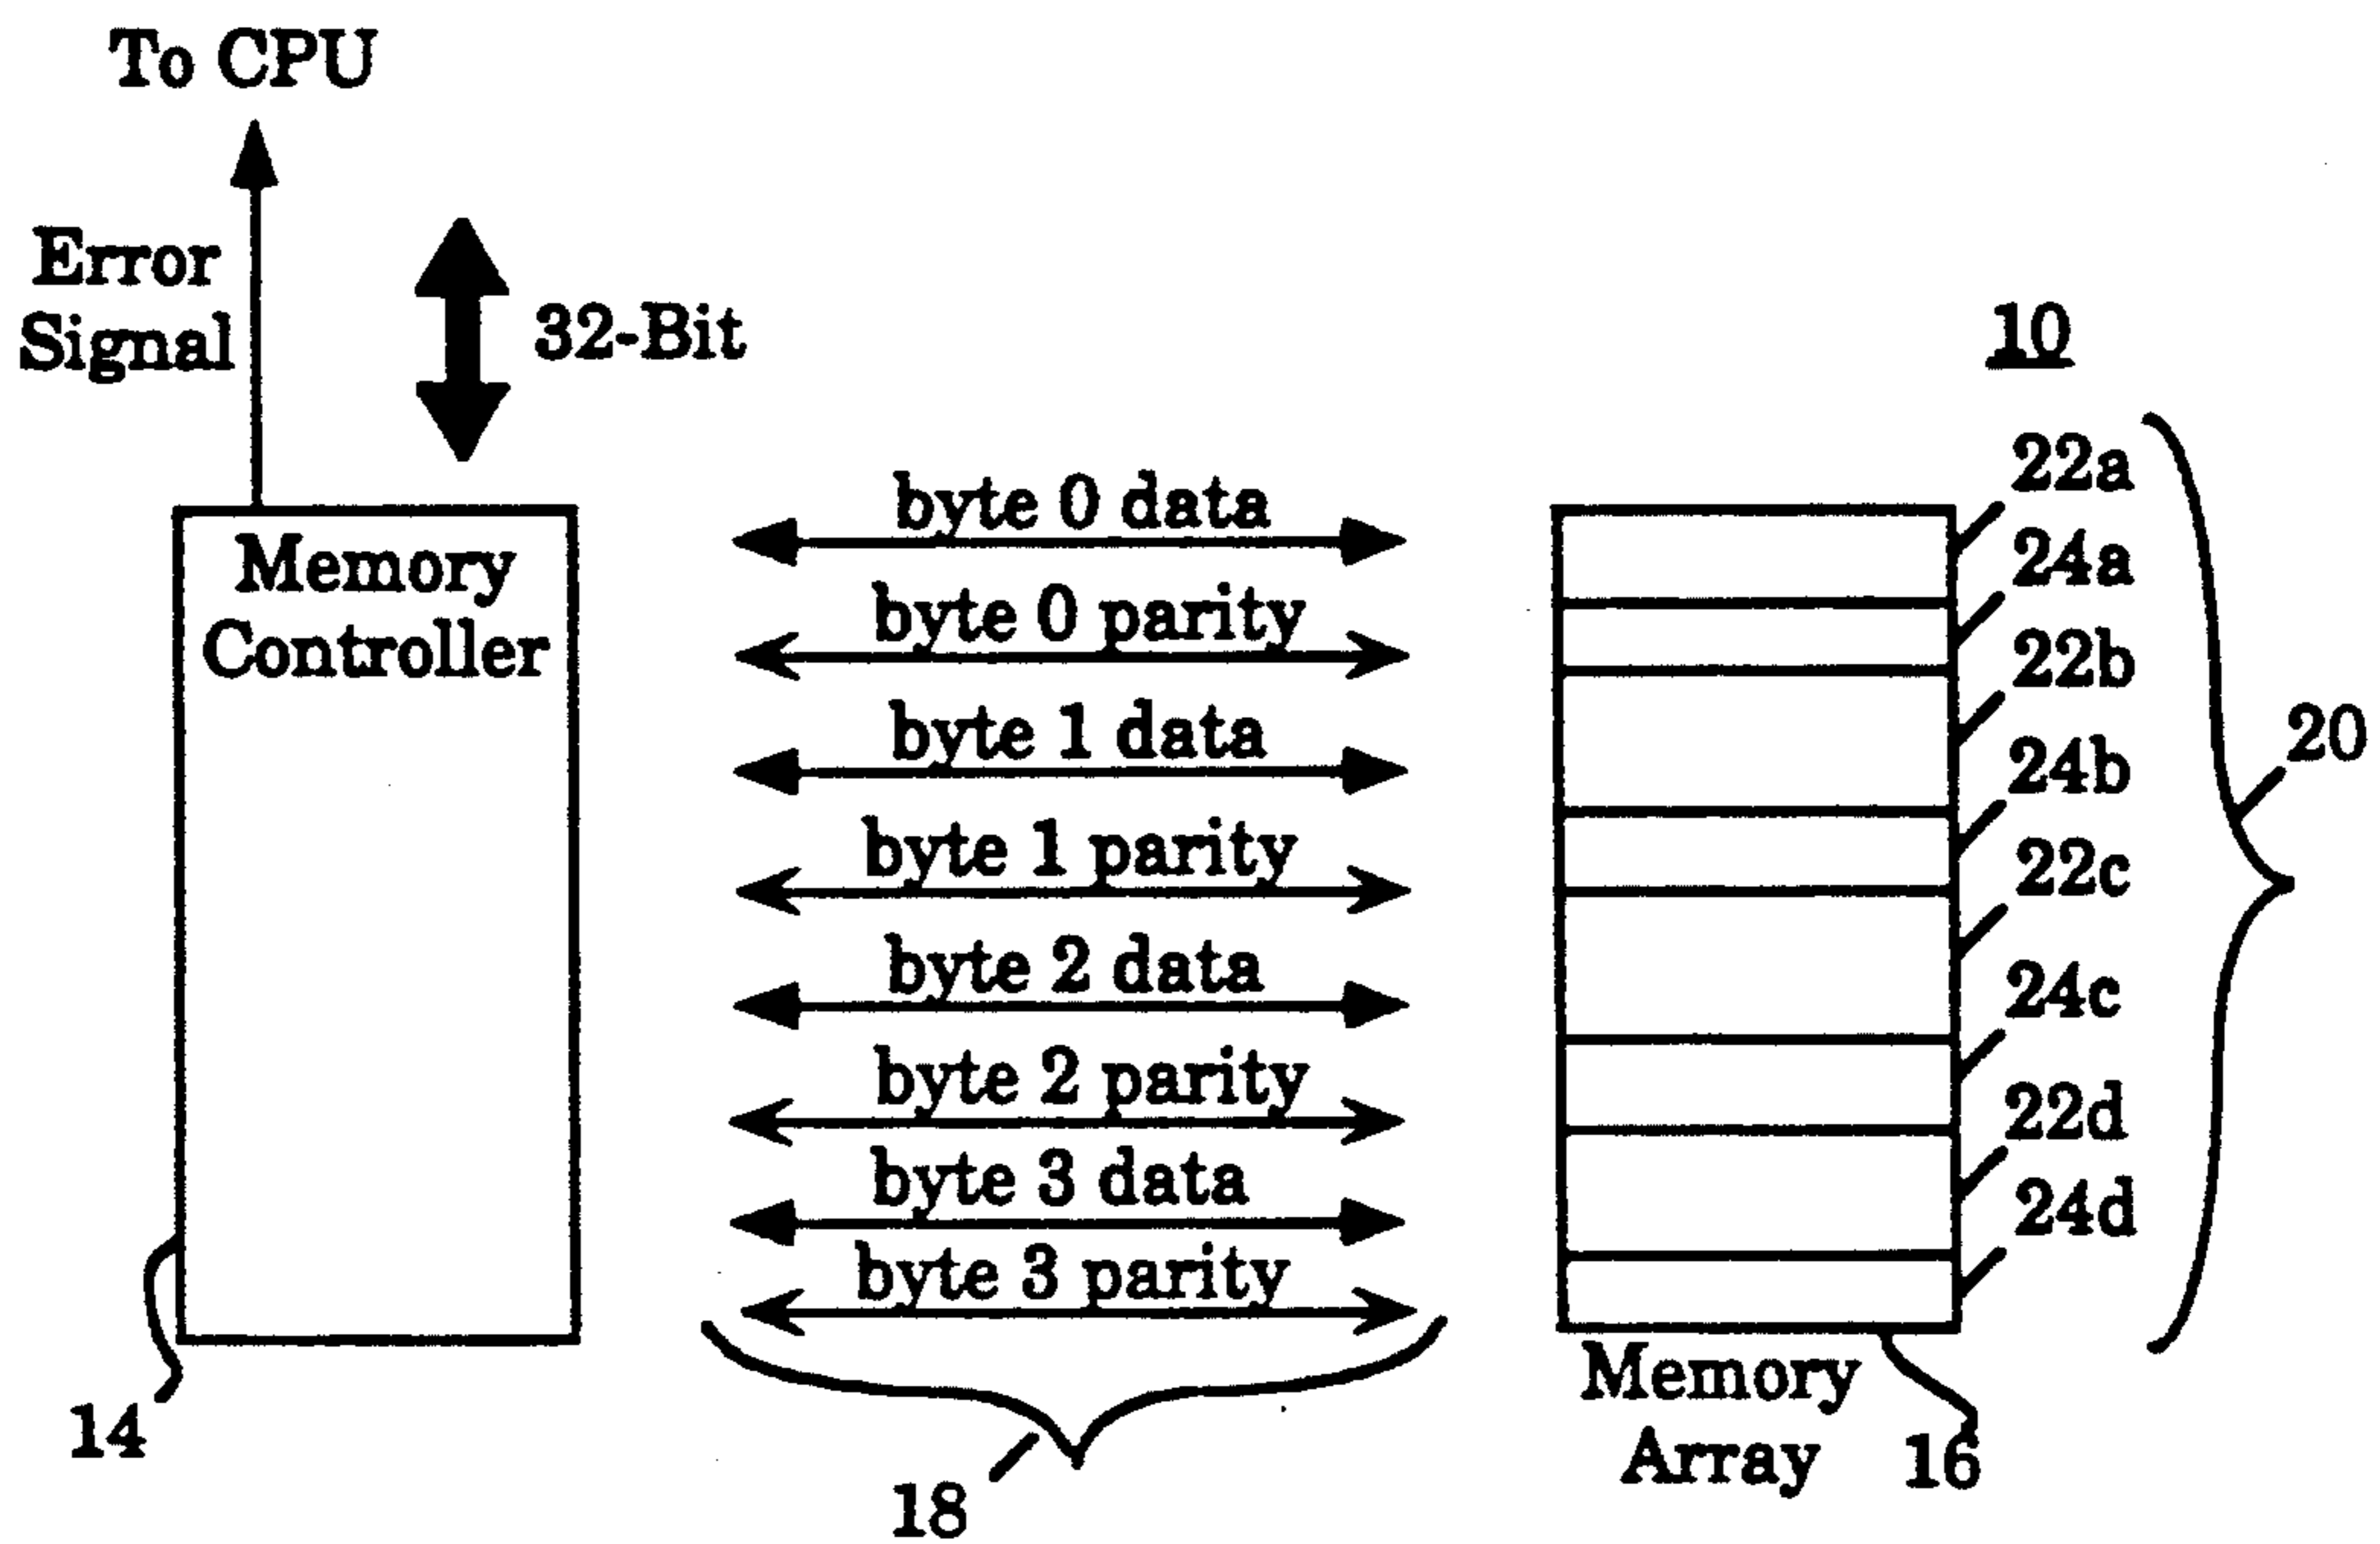 To CPU
Error
Signal
32-Bit
10
Memory
Controller
byte 0 data
byte 0 parity
byte 1 data
byte 1 parity
byte 2 data
byte 2 parity
byte 3 data
byte 3 parity
22a
24a
22b
24b
22c
24c
22d
24d
20
Memory
Array
14
16
18